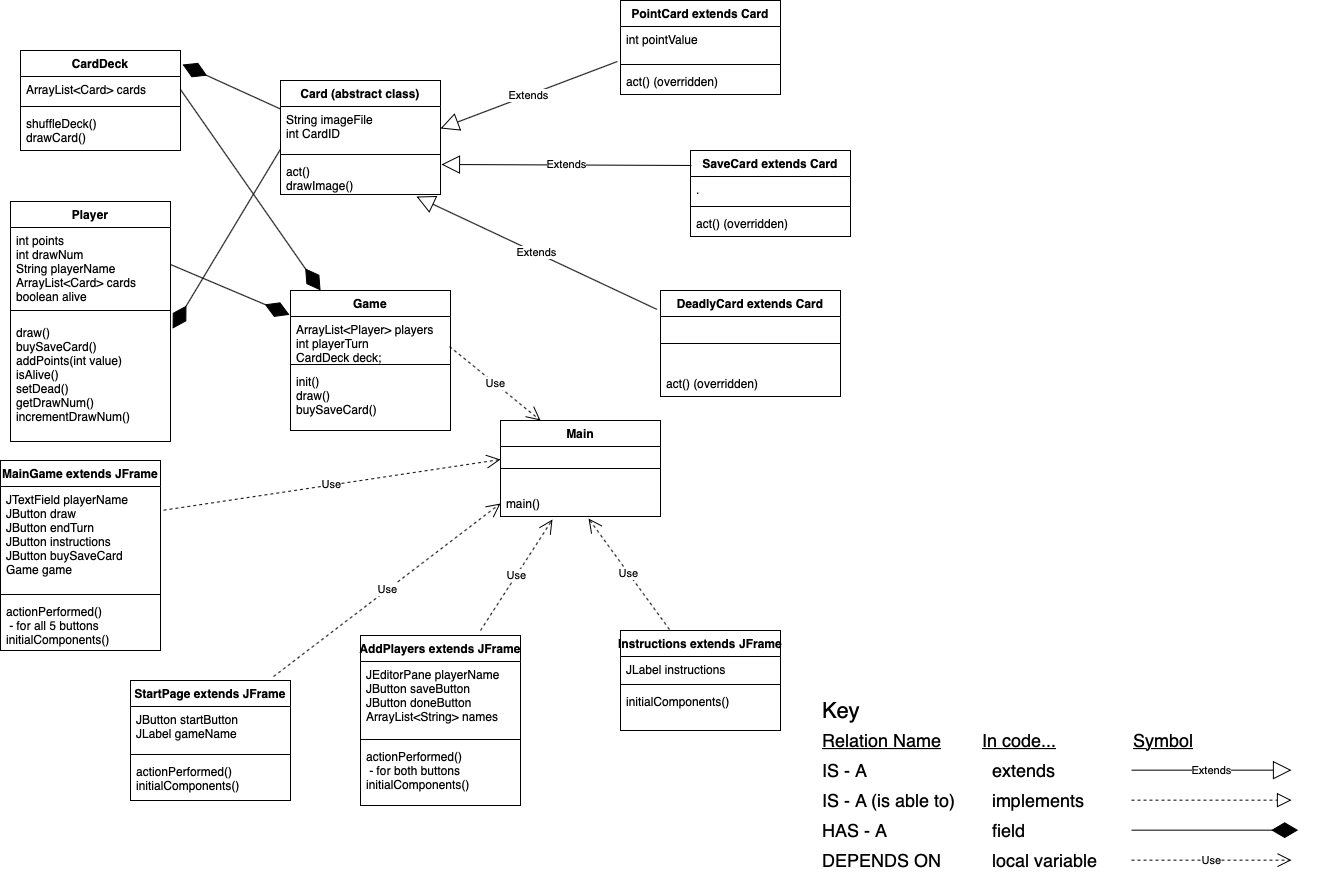 PointCard extends Card
int pointValue
act() (overridden)
CardDeck
ArrayList<Card> cards
shuffleDeck()
drawCard()
Card (abstract class)
String imageFile
int CardID
act()
drawImage()
Extends
Extends
Extends
SaveCard extends Card
.
act() (overridden)
Player
int points
int drawNum
String playerName
ArrayList<Card> cards
boolean alive
draw()
buySaveCard()
addPoints(int value)
isAlive()
setDead()
getDrawNum()
incrementDrawNum()
Game
ArrayList<Player> players
int playerTurn
CardDeck deck;
init()
draw()
buySaveCard()
DeadlyCard extends Card
act() (overridden)
Use
Main
main()
MainGame extends JFrame
JTextField playerName
JButton draw
JButton endTurn
JButton instructions
JButton buySaveCard
Game game
actionPerformed()
- for all 5 buttons
initialComponents()
Use
Use
Use
Use
StartPage extends JFrame
JButton startButton
JLabel gameName
actionPerformed()
initialComponents()
AddPlayers extends JFrame
JEditorPane playerName
JButton saveButton
JButton doneButton
ArrayList<String> names
actionPerformed()
- for both buttons
initialComponents()
Instructions extends JFrame
JLabel instructions
initialComponents()
Key
Relation Name In code... Symbol
IS - A extends Extends
IS - A (is able to) implements
HAS - A field
DEPENDS ON local variable Use